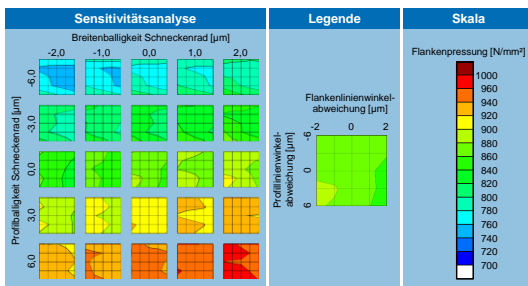 Sensitivitätsanalyse
Breitenballigkeit Schneckenrad [µm]
-2,0 -1,0 0,0 1,0 2,0
Profilballigkeit Schneckenrad [µm]
-6,0
-3,0
0,0
3,0
6,0
Legende
Flankenlinienwinkel-
abweichung [µm]
-2 0 2
Profillinienwinkel-
abweichung [µm]
-6
0
6
Skala
Flankenpressung [N/mm²]
1000
960
940
920
900
880
860
840
820
800
780
760
740
720
700